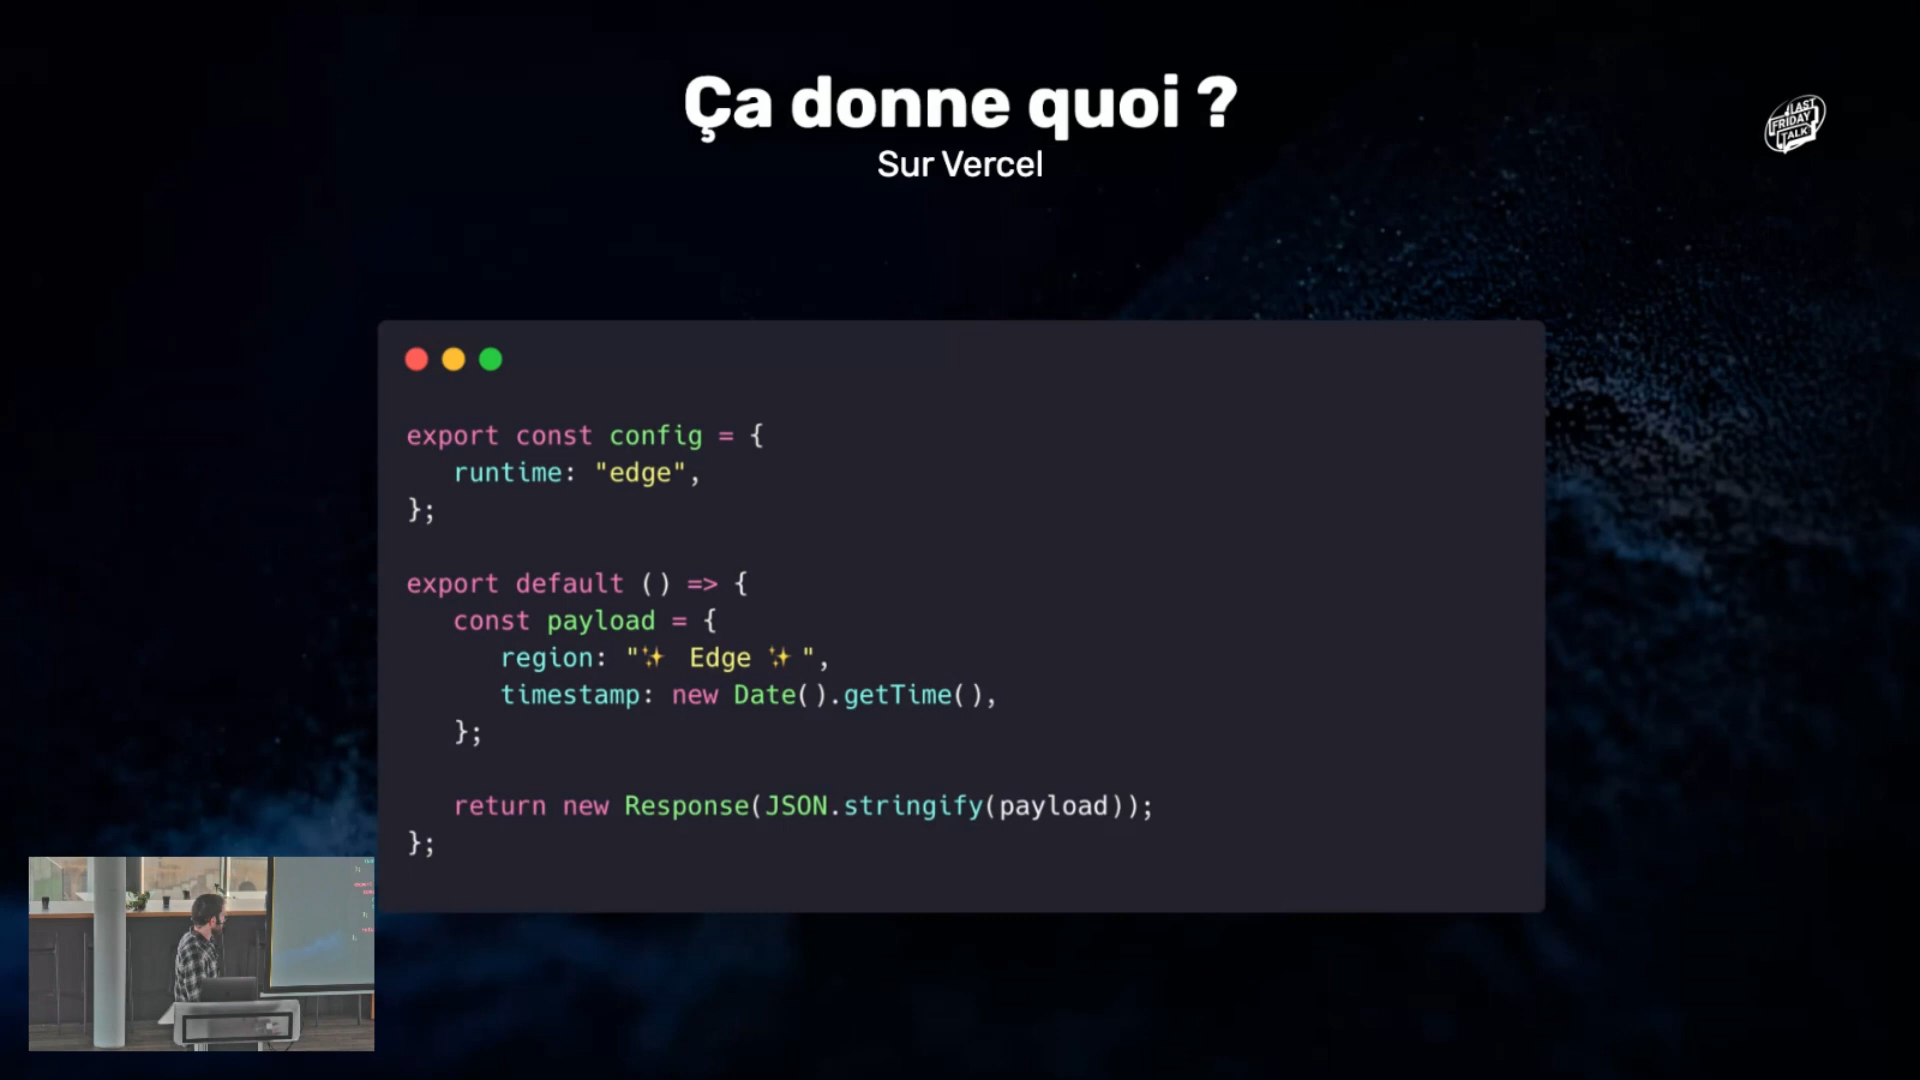 Ça donne quoi ?
Sur Vercel
LAST
FRIDAY
TALK
export const config = {
   runtime: "edge",
};

export default () => {
   const payload = {
      region: "✨ Edge ✨",
      timestamp: new Date().getTime(),
   };

   return new Response(JSON.stringify(payload));
};